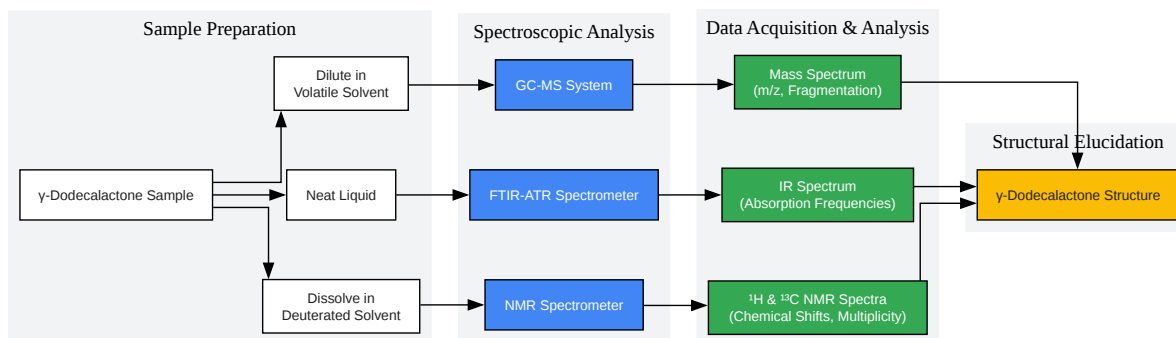 Sample Preparation
Spectroscopic Analysis
Data Acquisition & Analysis
Dilute in
Volatile Solvent
GC-MS System
Mass Spectrum
(m/z, Fragmentation)
Structural Elucidation
γ-Dodecalactone Sample
Neat Liquid
FTIR-ATR Spectrometer
IR Spectrum
(Absorption Frequencies)
γ-Dodecalactone Structure
Dissolve in
Deuterated Solvent
NMR Spectrometer
¹H & ¹³C NMR Spectra
(Chemical Shifts, Multiplicity)